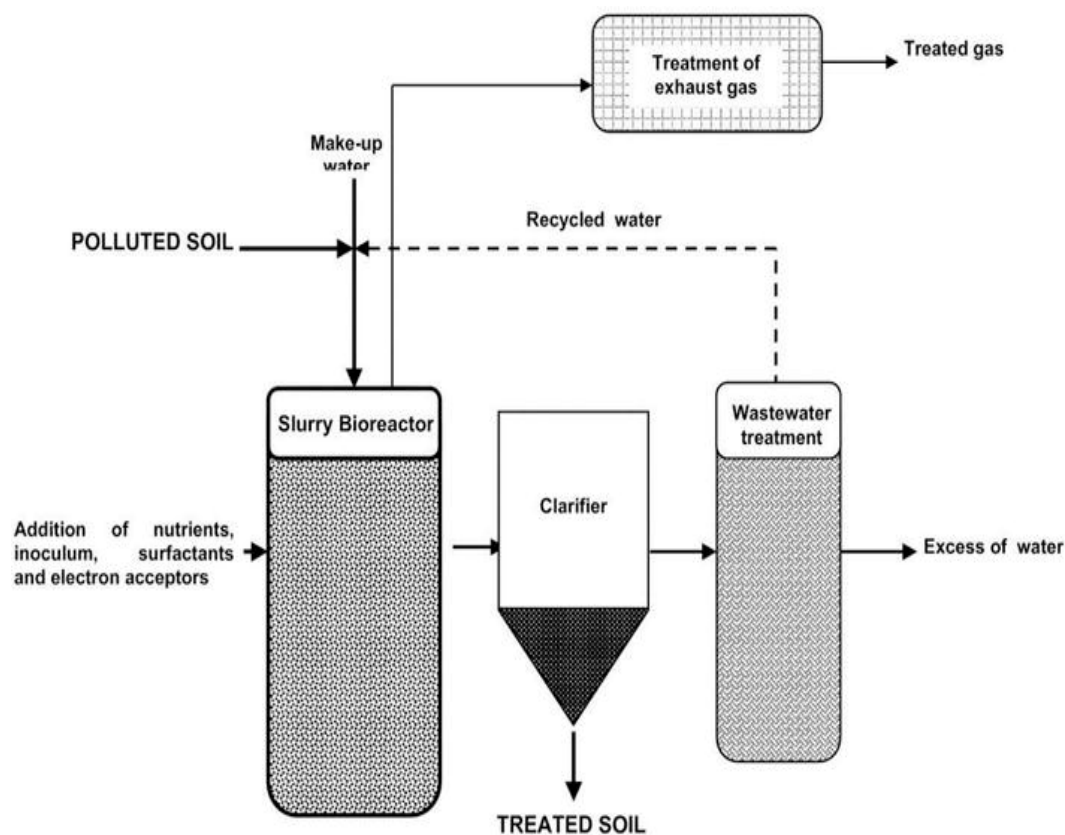 Treatment of
exhaust gas
Treated gas
Make-up
water
Recycled water
POLLUTED SOIL
Slurry Bioreactor
Wastewater
treatment
Clarifier
Addition of nutrients,
inoculum, surfactants
and electron acceptors
Excess of water
TREATED SOIL